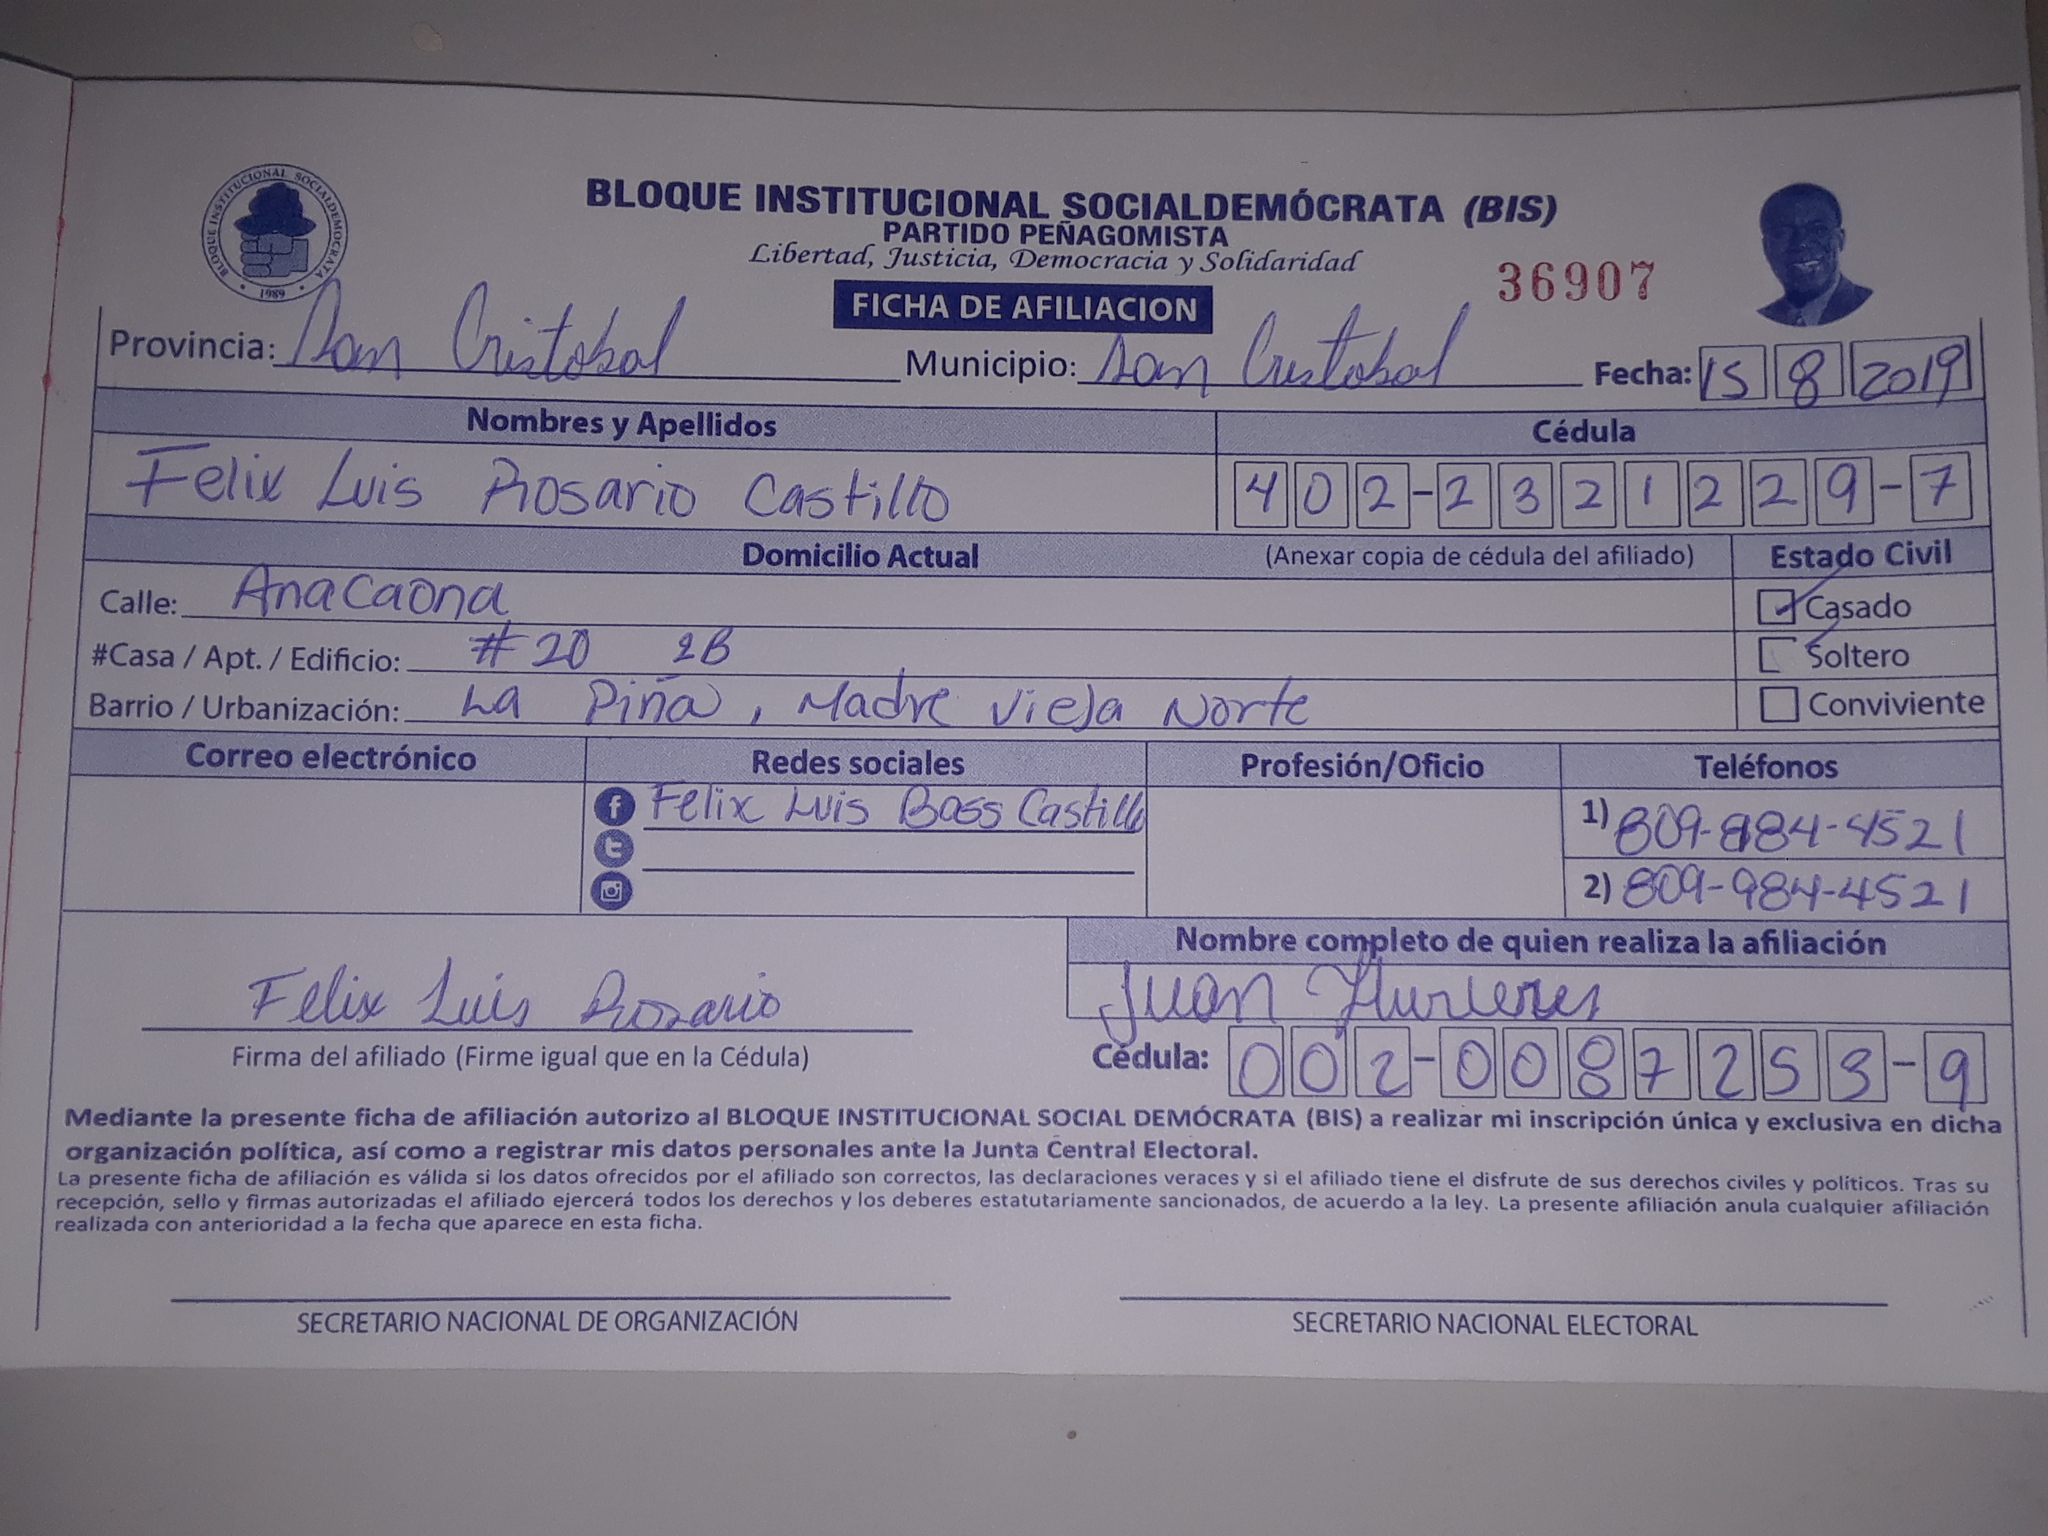 BLOQUE INSTITUCIONAL SOCIALDEMOCRATA
1989
BLOQUE INSTITUCIONAL SOCIALDEMÓCRATA (BIS)
PARTIDO PEÑAGOMISTA
Libertad, Justicia, Democracia y Solidaridad
36907
FICHA DE AFILIACION
Provincia: San Cristobal Municipio: San Cristobal Fecha: 15 8 2019
Nombres y Apellidos Cédula
Felix Luis Rosario Castillo 402-2321229-7
Domicilio Actual (Anexar copia de cédula del afiliado) Estado Civil
Calle: Anacaona Casado
#Casa / Apt. / Edificio: #20 2B Soltero
Barrio / Urbanización: La Piña, Madre Vieja Norte Conviviente
Correo electrónico Redes sociales Profesión/Oficio Teléfonos
Felix Luis Boss Castillo 1) 809-884-4521
2) 809-984-4521
Nombre completo de quien realiza la afiliación
Felix Luis Rosario Juan
Firma del afiliado (Firme igual que en la Cédula) Cédula: 002-0087253-9
Mediante la presente ficha de afiliación autorizo al BLOQUE INSTITUCIONAL SOCIAL DEMÓCRATA (BIS) a realizar mi inscripción única y exclusiva en dicha
organización política, así como a registrar mis datos personales ante la Junta Central Electoral.
La presente ficha de afiliación es válida si los datos ofrecidos por el afiliado son correctos, las declaraciones veraces y si el afiliado tiene el disfrute de sus derechos civiles y políticos. Tras su
recepción, sello y firmas autorizadas el afiliado ejercerá todos los derechos y los deberes estatutariamente sancionados, de acuerdo a la ley. La presente afiliación anula cualquier afiliación
realizada con anterioridad a la fecha que aparece en esta ficha.
SECRETARIO NACIONAL DE ORGANIZACIÓN SECRETARIO NACIONAL ELECTORAL